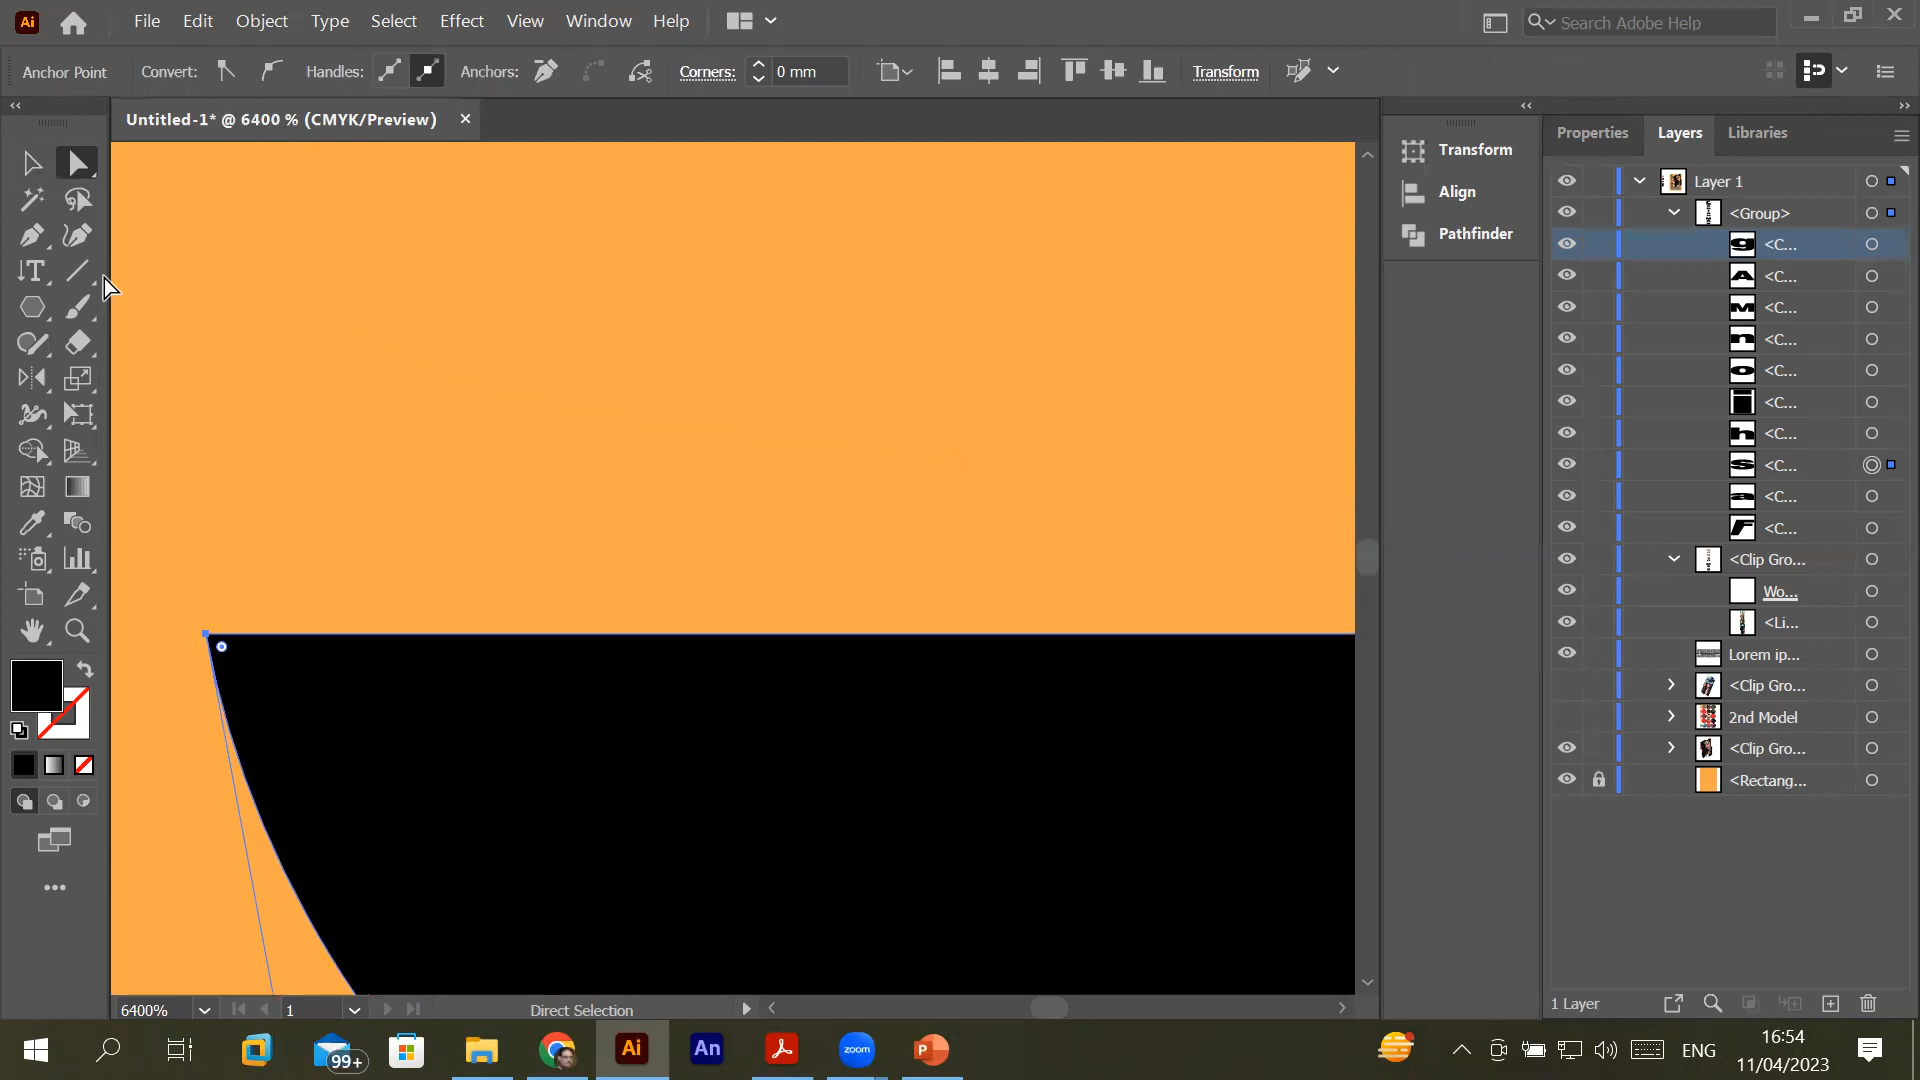 Ai File Edit Object Type Select Effect View Window Help Search Adobe Help
Anchor Point Convert: Handles: Anchors: Corners: 0 mm Transform
Untitled-1* @ 6400 % (CMYK/Preview)
Properties Layers Libraries
Transform
Align
Pathfinder
Layer 1
<Group>
<C...
<C...
<C...
<C...
<C...
<C...
<C...
<C...
<C...
<C...
<Clip Gro...
Wo...
<Li...
Lorem ip...
<Clip Gro...
2nd Model
<Clip Gro...
<Rectang...
6400% 1 Direct Selection
1 Layer
99+ Ai An zoom P ENG
16:54
11/04/2023